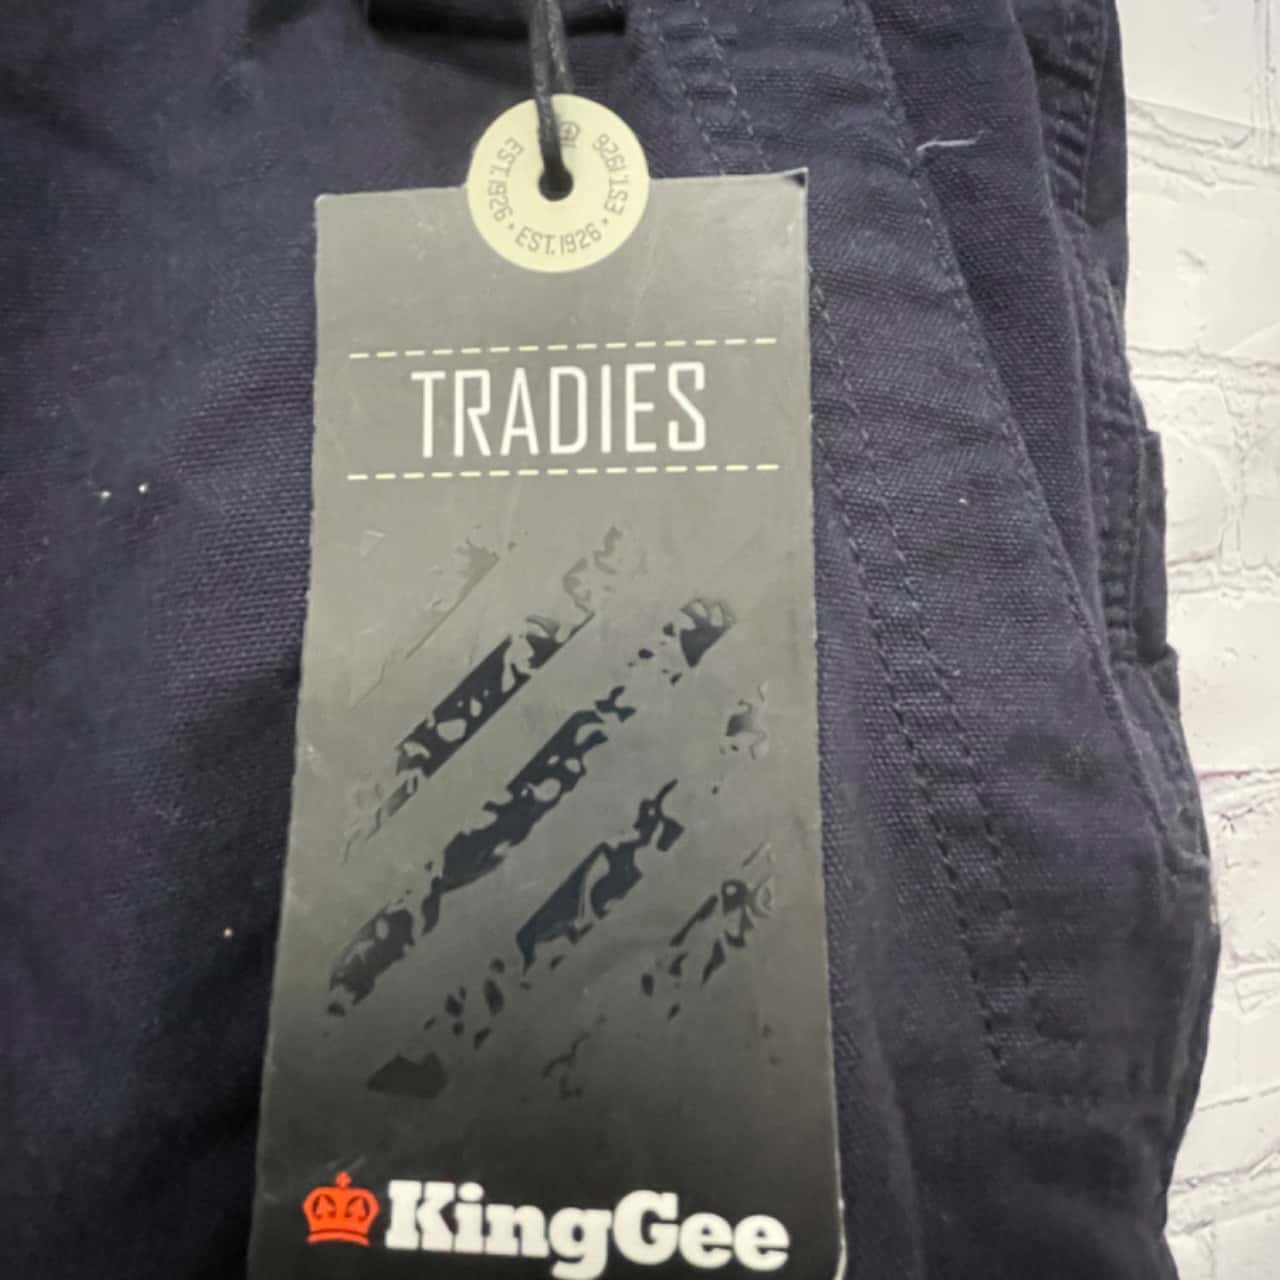 EST. 1926 • EST. 1926 • EST. 1926
TRADIES
KingGee